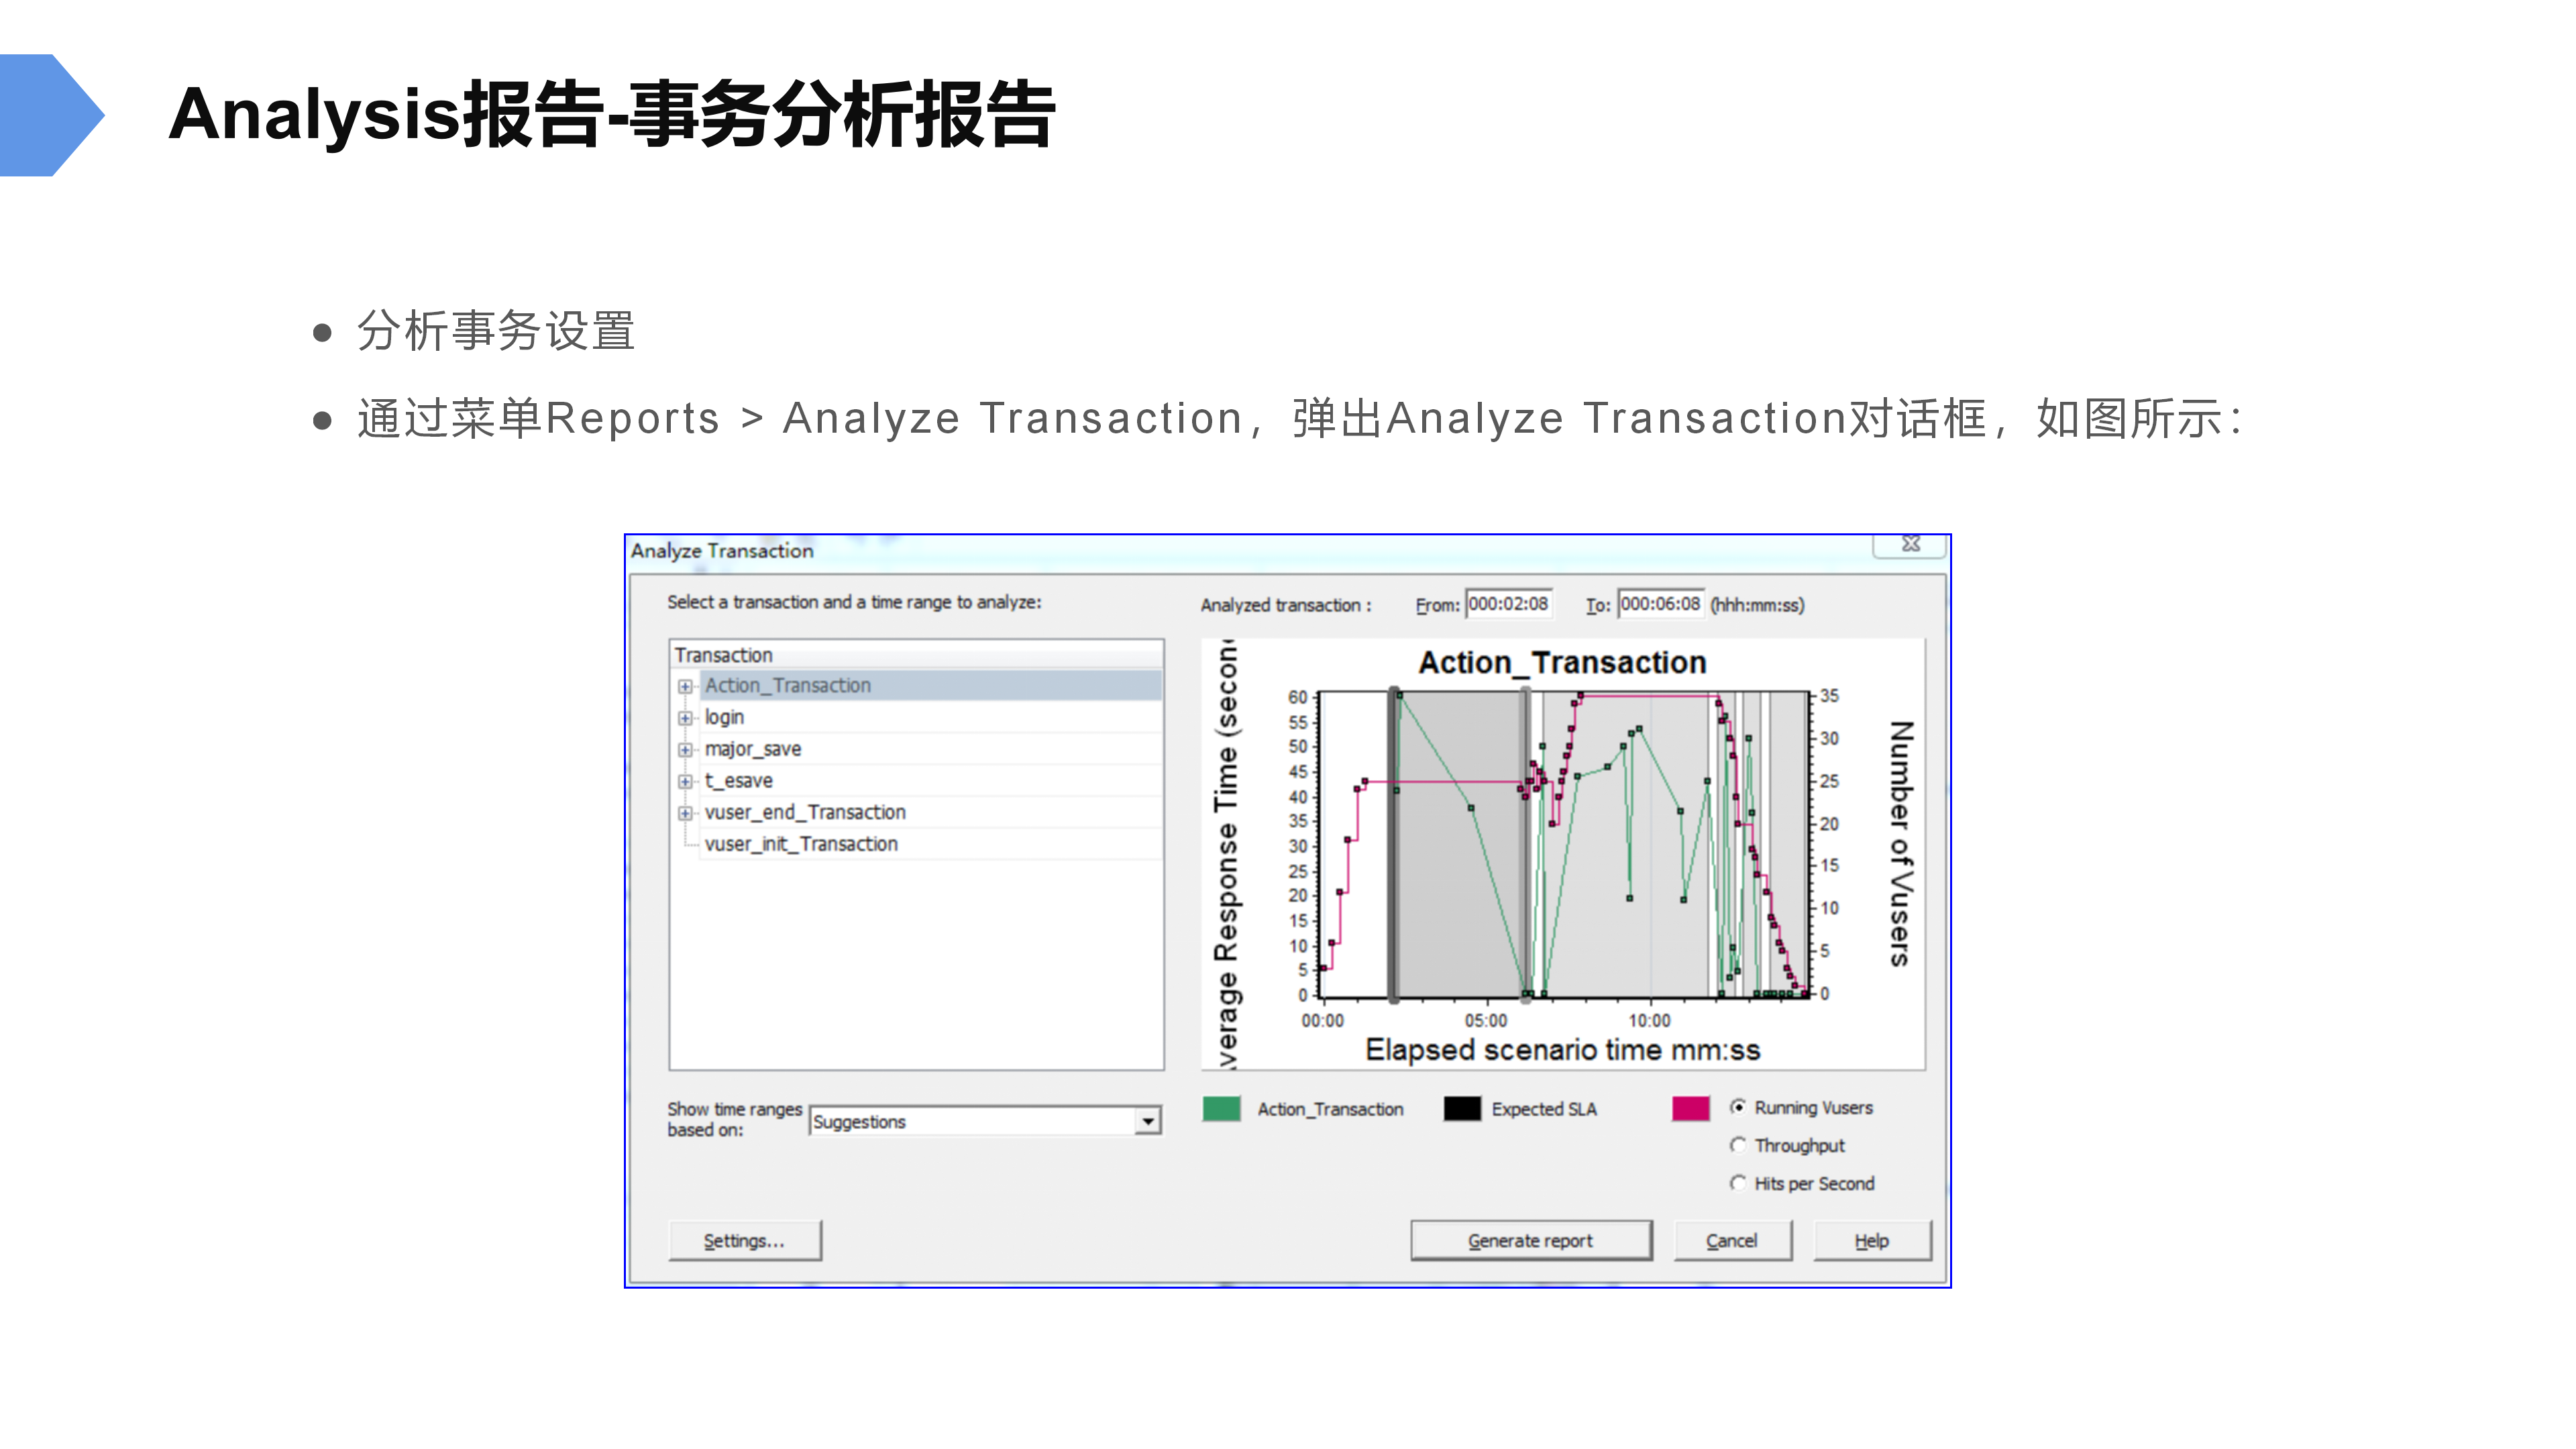 Analysis报告-事务分析报告
● 分析事务设置
● 通过菜单Reports > Analyze Transaction，弹出Analyze Transaction对话框，如图所示：
Analyze Transaction
Select a transaction and a time range to analyze:
Analyzed transaction : From: 000:02:08 To: 000:06:08 (hhh:mm:ss)
Transaction
Action_Transaction
login
major_save
t_esave
vuser_end_Transaction
vuser_init_Transaction
Show time ranges
based on:
Suggestions
Settings...
Action_Transaction
Average Response Time (second
60
55
50
45
40
35
30
25
20
15
10
5
0
35
30
25
20
15
10
5
0
Number of Vusers
00:00 05:00 10:00
Elapsed scenario time mm:ss
Action_Transaction Expected SLA Running Vusers
Throughput
Hits per Second
Generate report Cancel Help